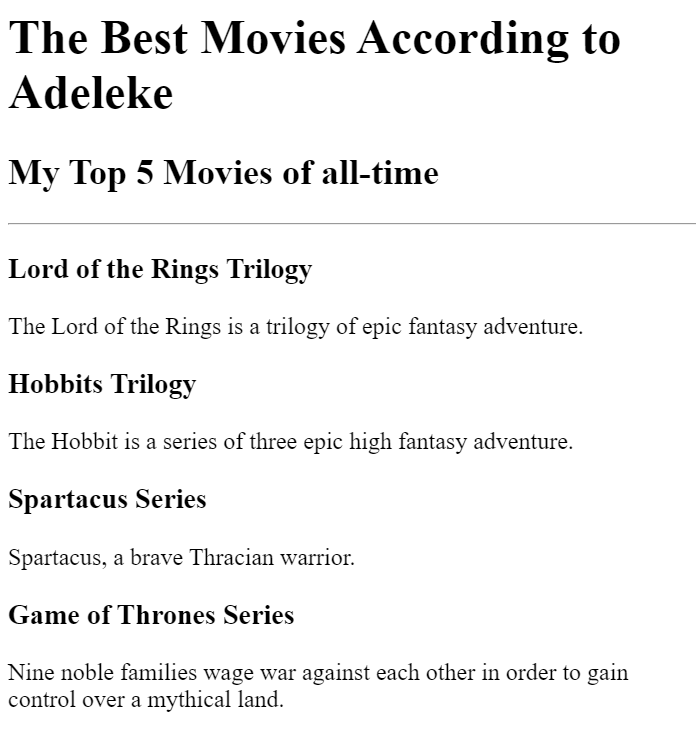 The Best Movies According to
Adeleke
My Top 5 Movies of all-time
Lord of the Rings Trilogy
The Lord of the Rings is a trilogy of epic fantasy adventure.
Hobbits Trilogy
The Hobbit is a series of three epic high fantasy adventure.
Spartacus Series
Spartacus, a brave Thracian warrior.
Game of Thrones Series
Nine noble families wage war against each other in order to gain
control over a mythical land.